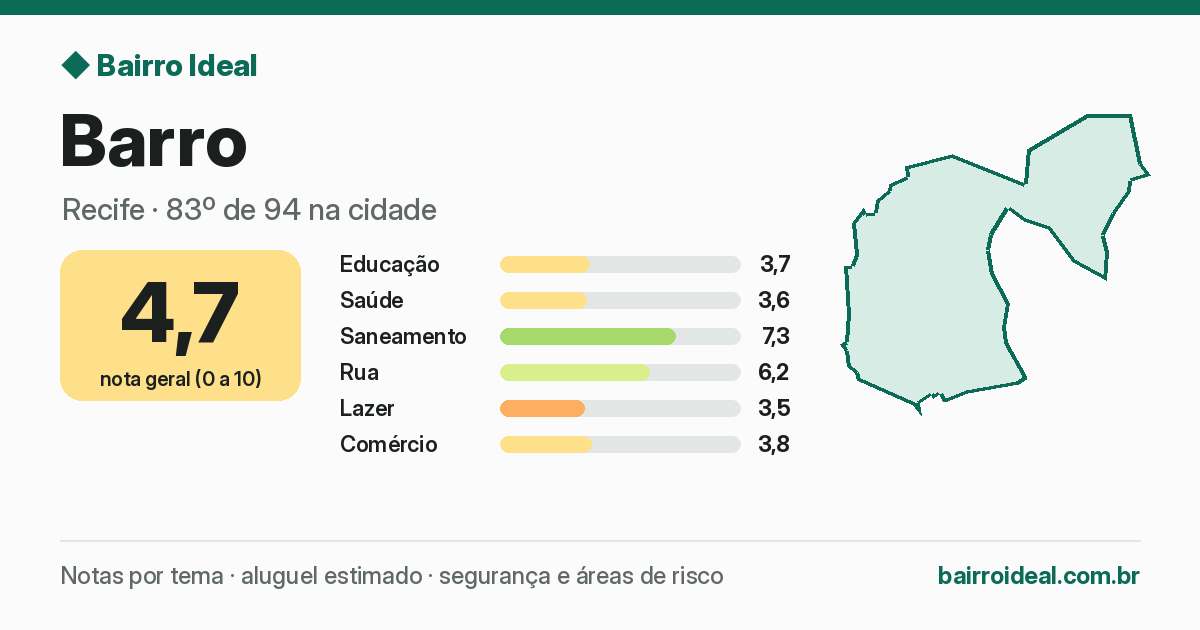 Bairro Ideal
Barro
Recife · 83º de 94 na cidade
4,7
nota geral (0 a 10)
Educação 3,7
Saúde 3,6
Saneamento 7,3
Rua 6,2
Lazer 3,5
Comércio 3,8
Notas por tema · aluguel estimado · segurança e áreas de risco
bairroideal.com.br